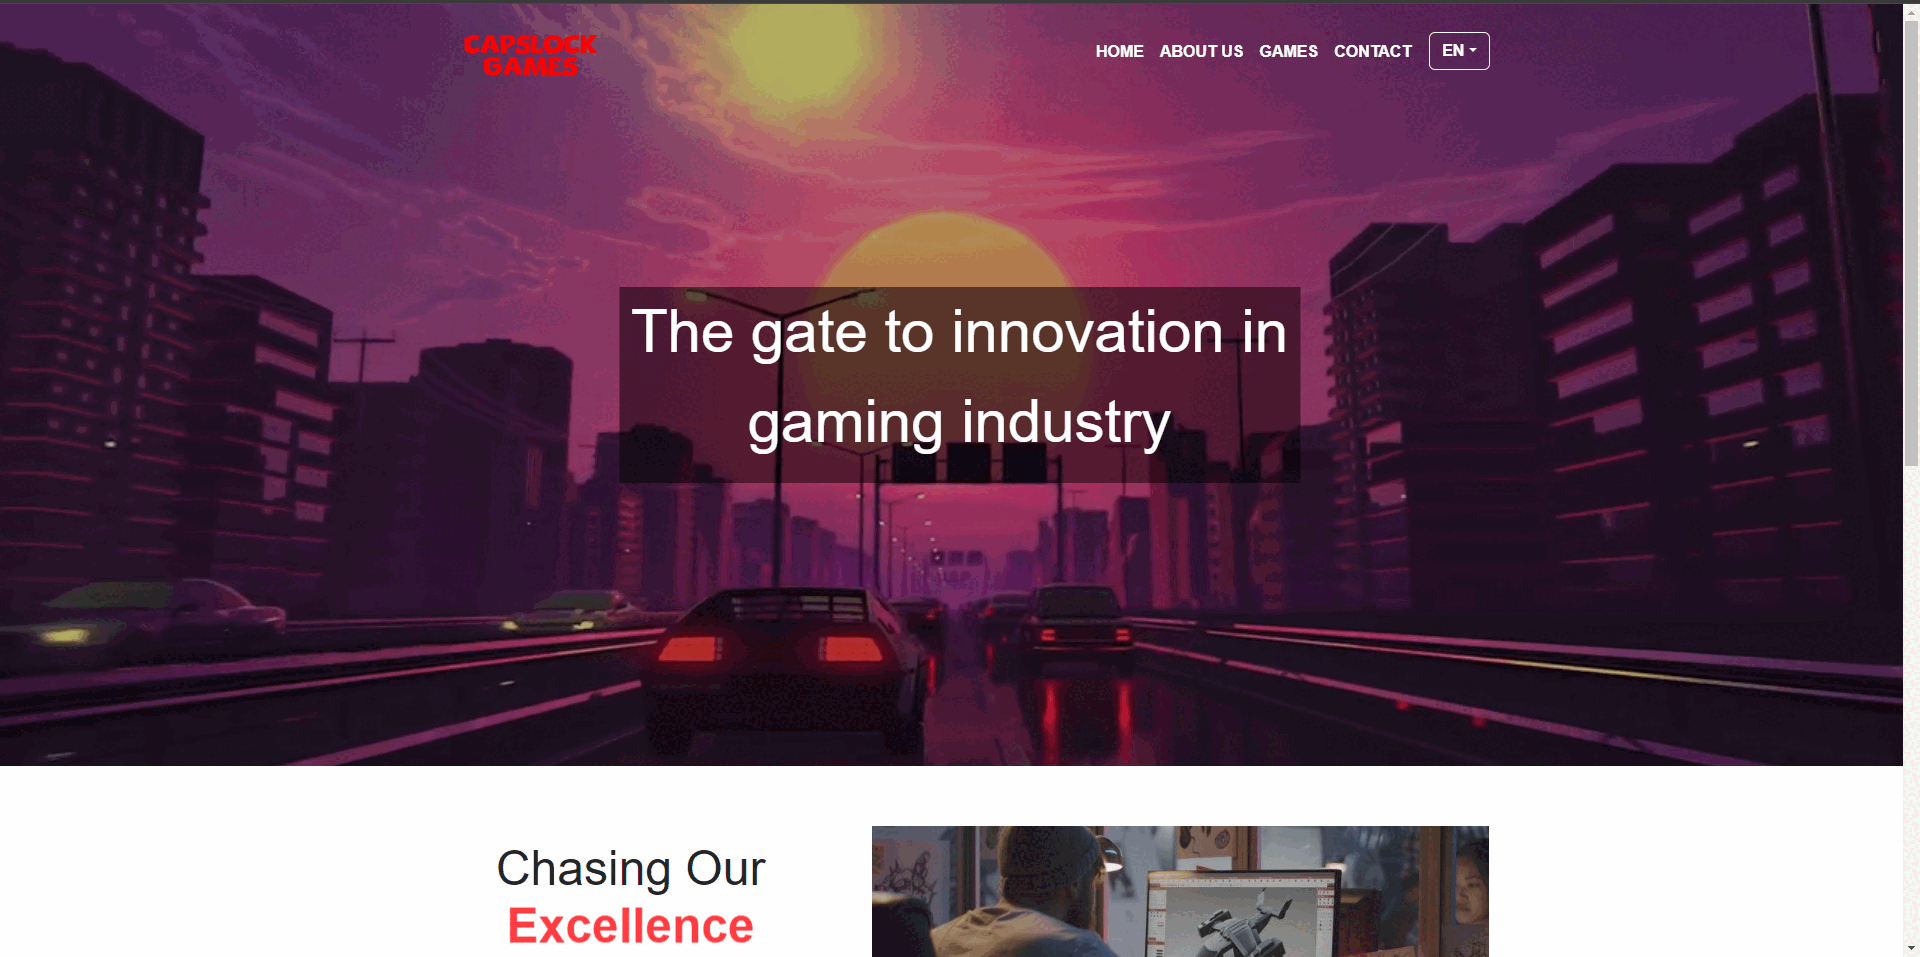 CAPSLOCK
GAMES
HOME ABOUT US GAMES CONTACT EN
The gate to innovation in
gaming industry
Chasing Our
Excellence